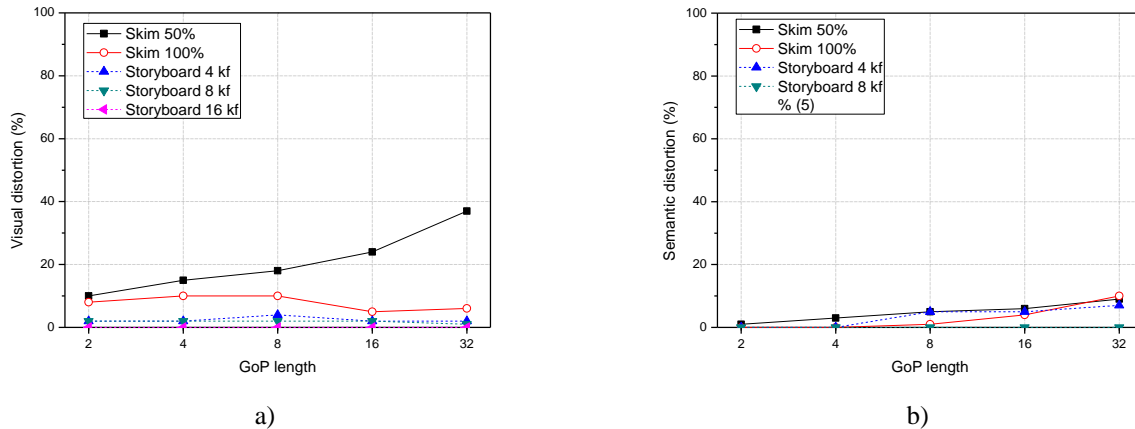 100
80
60
40
20
0
Visual distortion (%)
Skim 50%
Skim 100%
Storyboard 4 kf
Storyboard 8 kf
Storyboard 16 kf
2 4 8 16 32
GoP length
a)
100
80
60
40
20
0
Semantic distortion (%)
Skim 50%
Skim 100%
Storyboard 4 kf
Storyboard 8 kf
% (5)
2 4 8 16 32
GoP length
b)